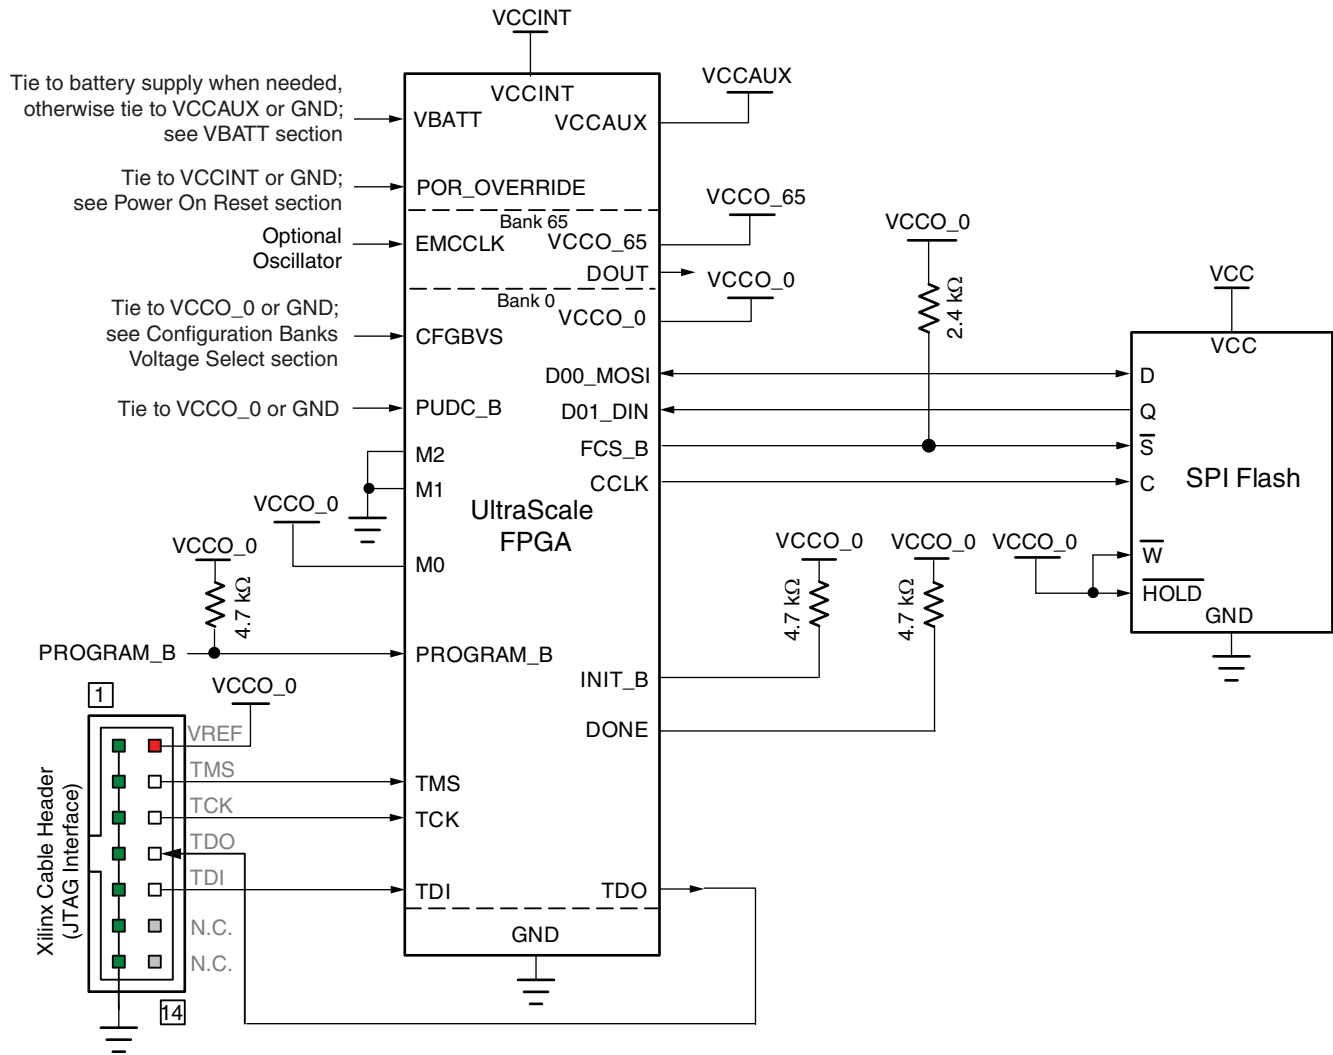 VCCINT
Tie to battery supply when needed,
otherwise tie to VCCAUX or GND;
see VBATT section
VCCINT
VBATT
VCCAUX
VCCAUX
Tie to VCCINT or GND;
see Power On Reset section
POR_OVERRIDE
Bank 65
Optional
Oscillator
EMCCLK
VCCO_65
VCCO_65
DOUT
Bank 0
VCCO_0
VCCO_0
Tie to VCCO_0 or GND;
see Configuration Banks
Voltage Select section
CFGBVS
Tie to VCCO_0 or GND
PUDC_B
D00_MOSI
D01_DIN
FCS_B
CCLK
VCCO_0
2.4 kΩ
VCC
VCC
D
Q
S
C
SPI Flash
W
HOLD
GND
M2
M1
VCCO_0
M0
UltraScale
FPGA
VCCO_0
4.7 kΩ
PROGRAM_B
PROGRAM_B
VCCO_0
4.7 kΩ
VCCO_0
4.7 kΩ
VCCO_0
INIT_B
DONE
1
VCCO_0
VREF
TMS
TCK
TDO
TDI
N.C.
N.C.
14
Xilinx Cable Header
(JTAG Interface)
TMS
TCK
TDI
TDO
GND